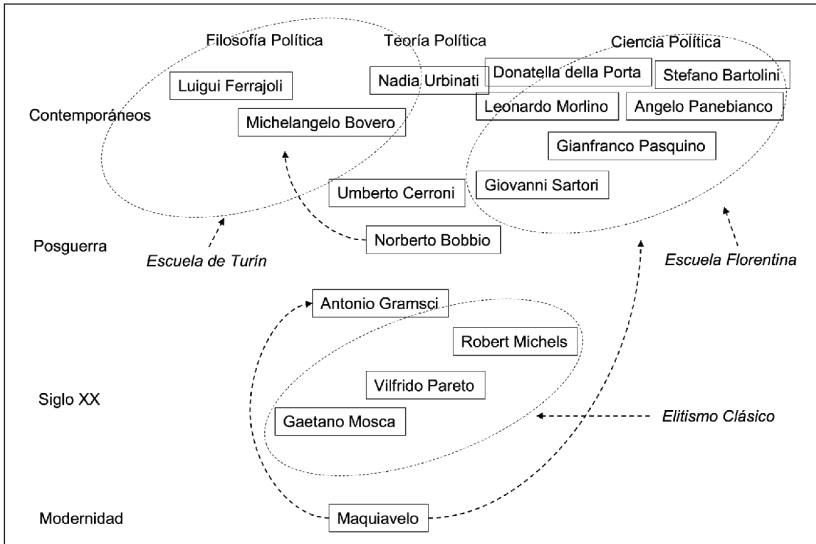 Filosofía Política
Teoría Política
Ciencia Política
Luigui Ferrajoli
Nadia Urbinati
Donatella della Porta
Stefano Bartolini
Contemporáneos
Michelangelo Bovero
Leonardo Morlino
Angelo Panebianco
Gianfranco Pasquino
Umberto Cerroni
Giovanni Sartori
Posguerra
Escuela de Turín
Norberto Bobbio
Escuela Florentina
Antonio Gramsci
Robert Michels
Siglo XX
Vilfrido Pareto
Gaetano Mosca
Elitismo Clásico
Modernidad
Maquiavelo